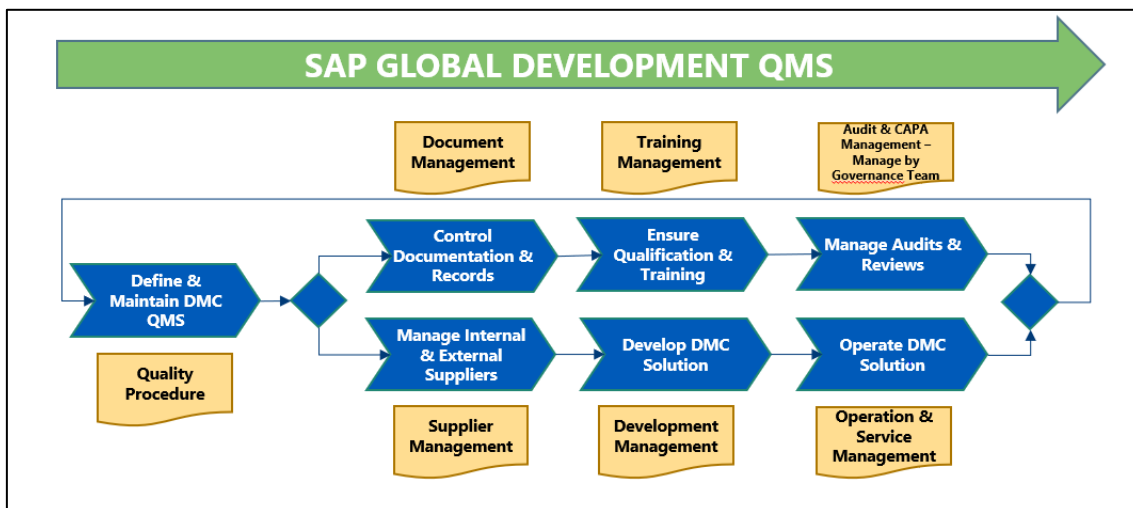 SAP GLOBAL DEVELOPMENT QMS
Document
Management
Training
Management
Audit & CAPA
Management –
Manage by
Governance Team
Control
Documentation &
Records
Ensure
Qualification &
Training
Manage Audits &
Reviews
Define &
Maintain DMC
QMS
Manage Internal
& External
Suppliers
Develop DMC
Solution
Operate DMC
Solution
Quality
Procedure
Supplier
Management
Development
Management
Operation &
Service
Management